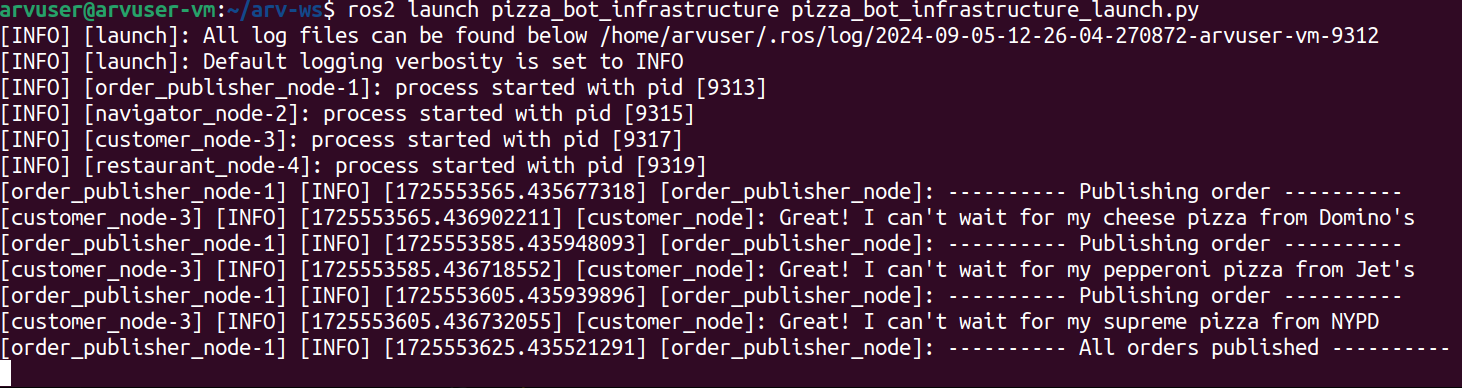 arvuser@arvuser-vm:~/arv-ws$ ros2 launch pizza_bot_infrastructure pizza_bot_infrastructure_launch.py
[INFO] [launch]: All log files can be found below /home/arvuser/.ros/log/2024-09-05-12-26-04-270872-arvuser-vm-9312
[INFO] [launch]: Default logging verbosity is set to INFO
[INFO] [order_publisher_node-1]: process started with pid [9313]
[INFO] [navigator_node-2]: process started with pid [9315]
[INFO] [customer_node-3]: process started with pid [9317]
[INFO] [restaurant_node-4]: process started with pid [9319]
[order_publisher_node-1] [INFO] [1725553565.435677318] [order_publisher_node]: ---------- Publishing order ----------
[customer_node-3] [INFO] [1725553565.436902211] [customer_node]: Great! I can't wait for my cheese pizza from Domino's
[order_publisher_node-1] [INFO] [1725553585.435948093] [order_publisher_node]: ---------- Publishing order ----------
[customer_node-3] [INFO] [1725553585.436718552] [customer_node]: Great! I can't wait for my pepperoni pizza from Jet's
[order_publisher_node-1] [INFO] [1725553605.435939896] [order_publisher_node]: ---------- Publishing order ----------
[customer_node-3] [INFO] [1725553605.436732055] [customer_node]: Great! I can't wait for my supreme pizza from NYPD
[order_publisher_node-1] [INFO] [1725553625.435521291] [order_publisher_node]: ---------- All orders published ----------